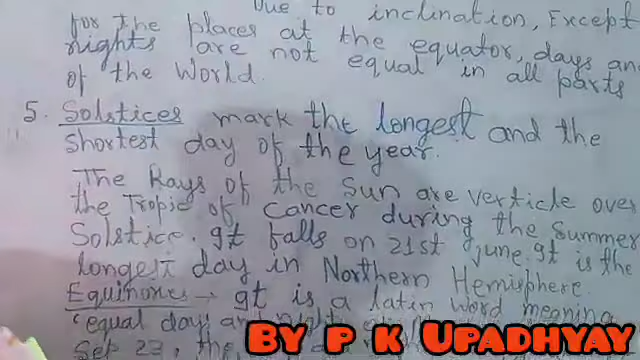 Due to inclination, Except
for the places at the equator, days an
nights are not equal in all parts
of the World.
5. Solstices mark the longest and the
shortest day of the year.
The Rays of the Sun are verticle over
the Tropic of Cancer during the Summer
Solstice. It falls on 21st june. It is the
longest day in Northern Hemisphere.
Equinoxes → It is a latin word meaning
'equal day and night
Sep 23, the
By P K Upadhyay